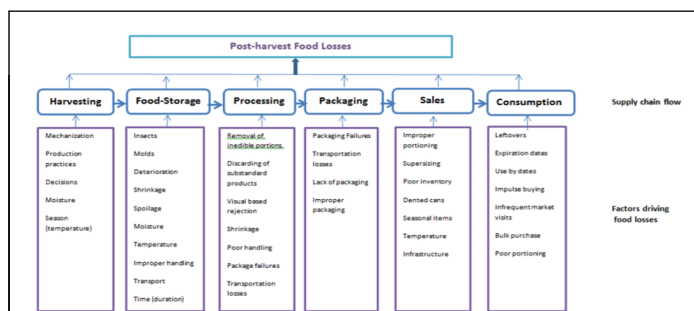 Post-harvest Food Losses
Harvesting
Food-Storage
Processing
Packaging
Sales
Consumption
Supply chain flow
Mechanization
Production
practices
Decisions
Moisture
Season
(temperature)
Insects
Molds
Deterioration
Shrinkage
Spoilage
Moisture
Temperature
Improper handling
Transport
Time (duration)
Removal of
inedible portions.
Discarding of
substandard
products
Visual based
rejection
Shrinkage
Poor handling
Package failures
Transportation
losses
Packaging Failures
Transportation
losses
Lack of packaging
Improper
packaging
Improper
portioning
Supersizing
Poor inventory
Dented cans
Seasonal items
Temperature
Infrastructure
Leftovers
Expiration dates
Use by dates
Impulse buying
Infrequent market
visits
Bulk purchase
Poor portioning
Factors driving
food losses